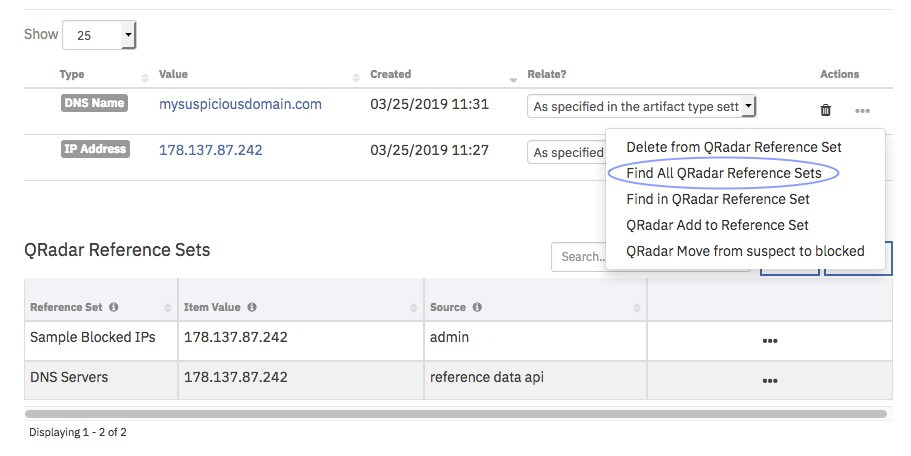 Show 25
Type Value Created Relate? Actions
DNS Name mysuspiciousdomain.com 03/25/2019 11:31 As specified in the artifact type sett
IP Address 178.137.87.242 03/25/2019 11:27 As specified
Delete from QRadar Reference Set
Find All QRadar Reference Sets
Find in QRadar Reference Set
QRadar Add to Reference Set
QRadar Move from suspect to blocked
QRadar Reference Sets Search..
Reference Set Item Value Source
Sample Blocked IPs 178.137.87.242 admin
DNS Servers 178.137.87.242 reference data api
Displaying 1 - 2 of 2